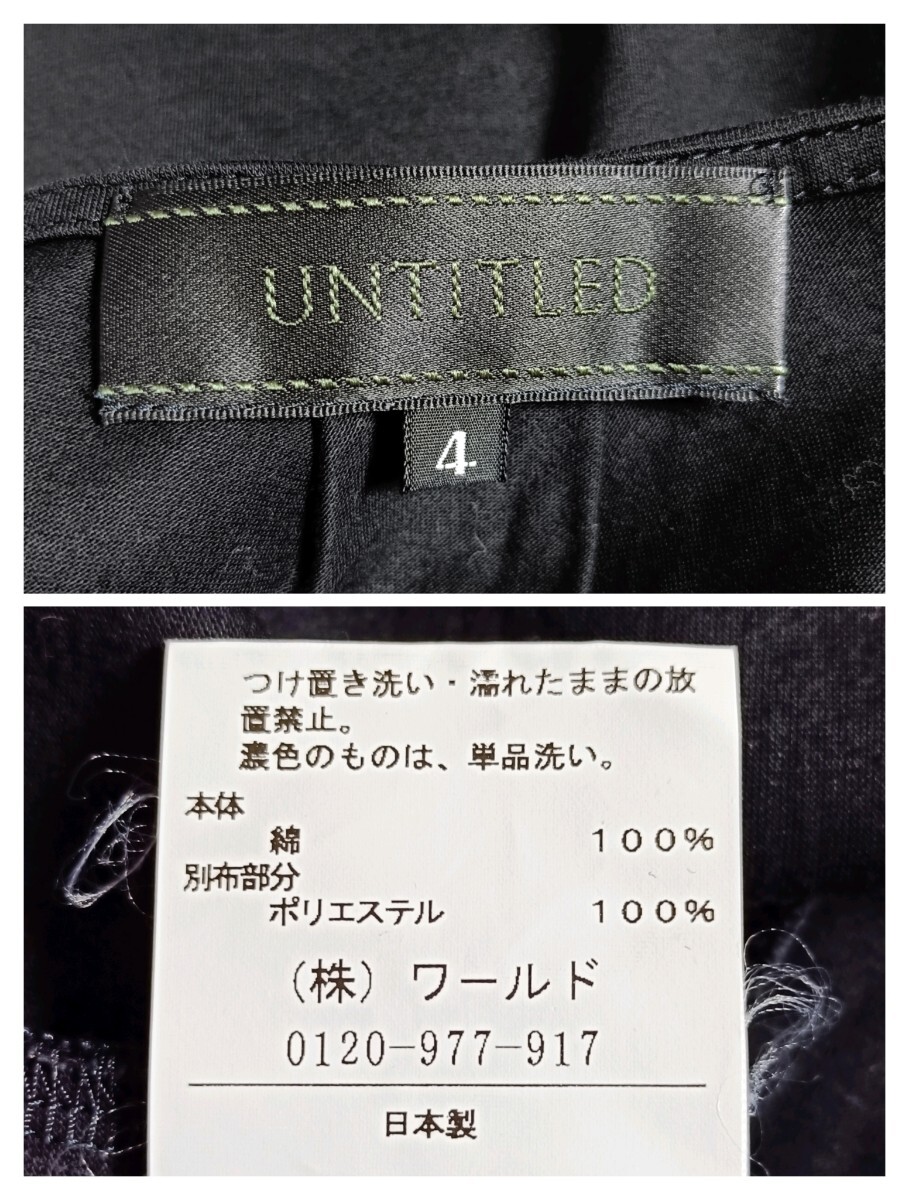 UNTITLED
4
つけ置き洗い・濡れたままの放
置禁止。
濃色のものは、単品洗い。
本体
綿 100%
別布部分
ポリエステル 100%
(株) ワールド
0120-977-917
日本製